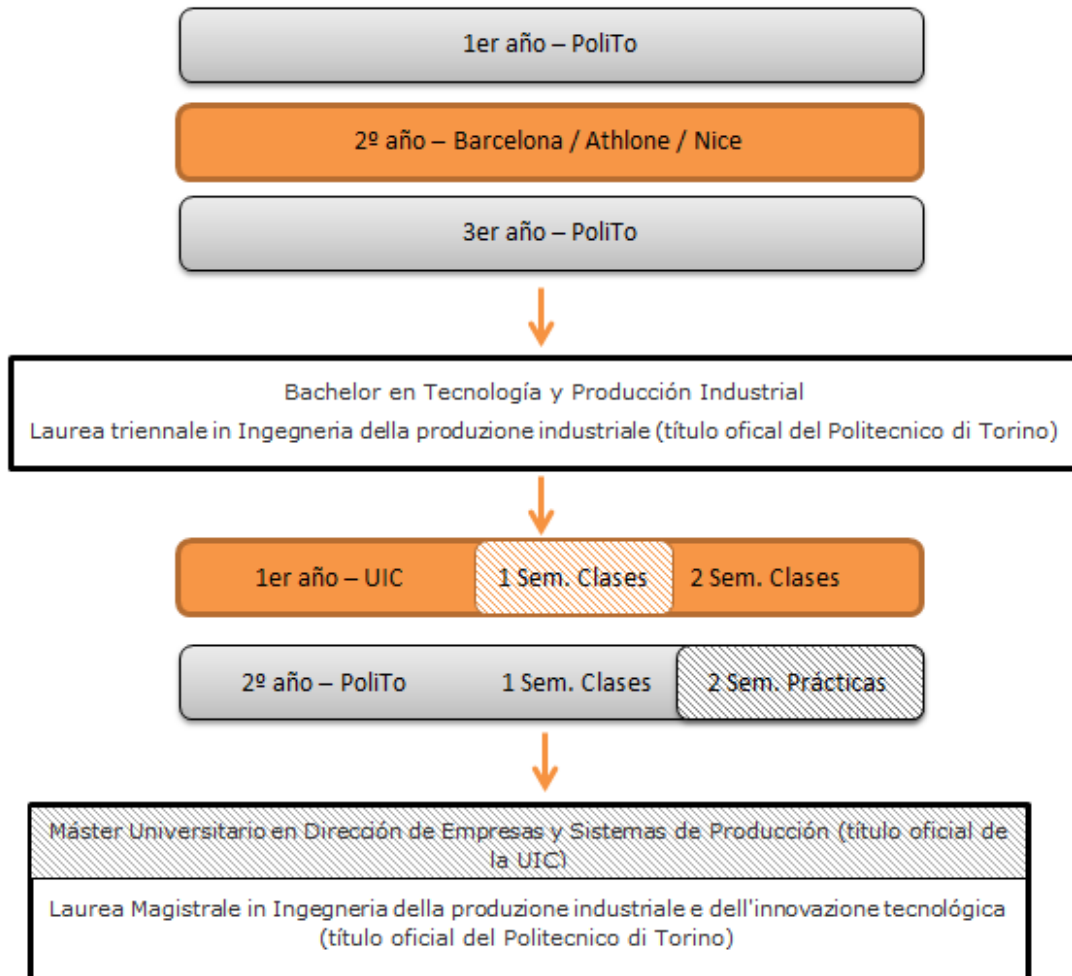 1er año – PoliTo
2º año – Barcelona / Athlone / Nice
3er año – PoliTo
Bachelor en Tecnología y Producción Industrial
Laurea triennale in Ingegneria della produzione industriale (título ofical del Politecnico di Torino)
1er año – UIC 1 Sem. Clases 2 Sem. Clases
2º año – PoliTo 1 Sem. Clases 2 Sem. Prácticas
Máster Universitario en Dirección de Empresas y Sistemas de Producción (título oficial de
la UIC)
Laurea Magistrale in Ingegneria della produzione industriale e dell'innovazione tecnológica
(título oficial del Politecnico di Torino)